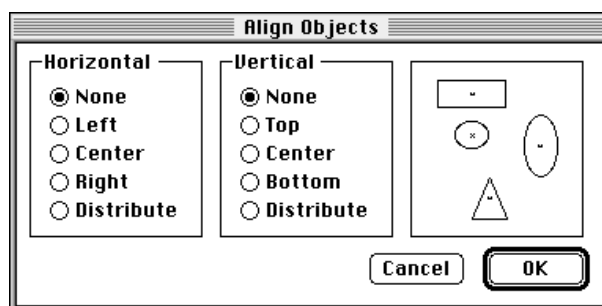 Align Objects
Horizontal
None
Left
Center
Right
Distribute
Vertical
None
Top
Center
Bottom
Distribute
Cancel
OK